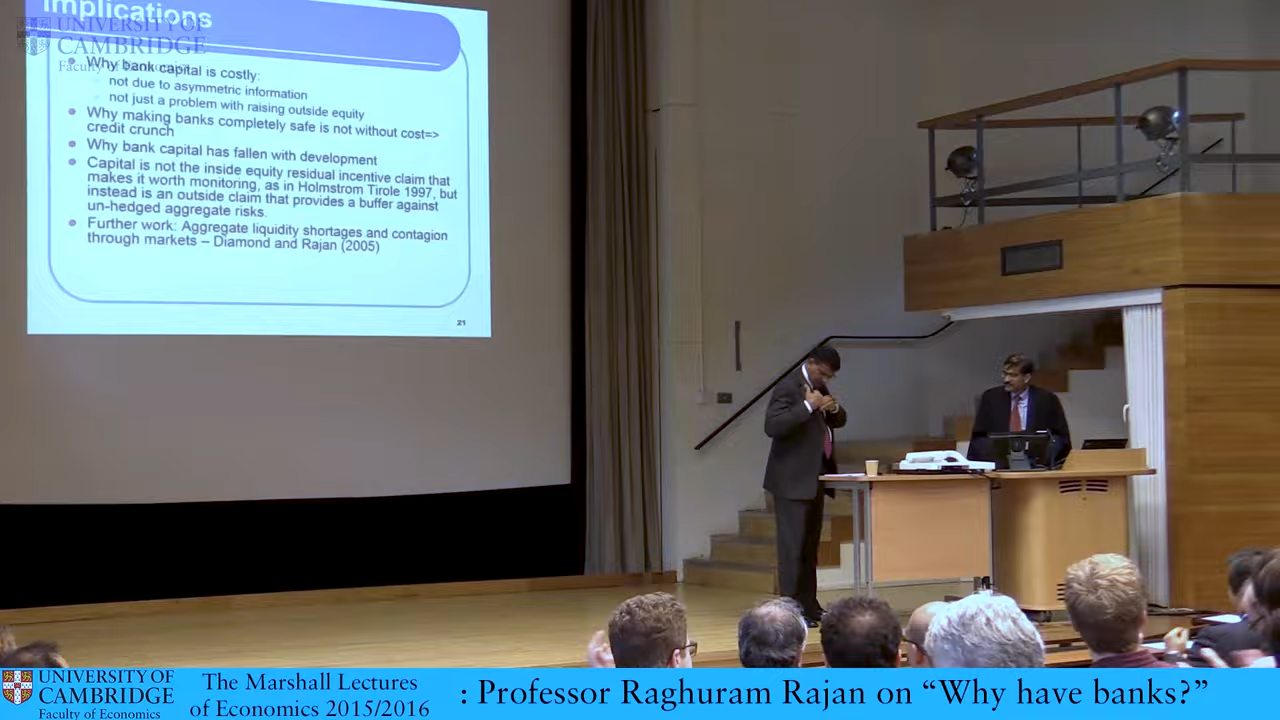 Implications
UNIVERSITY OF
CAMBRIDGE
Faculty of Economics
Why bank capital is costly:
not due to asymmetric information
not just a problem with raising outside equity
Why making banks completely safe is not without cost=>
credit crunch
Why bank capital has fallen with development
Capital is not the inside equity residual incentive claim that
makes it worth monitoring, as in Holmstrom Tirole 1997, but
instead is an outside claim that provides a buffer against
un-hedged aggregate risks.
Further work: Aggregate liquidity shortages and contagion
through markets – Diamond and Rajan (2005)
21
UNIVERSITY OF
CAMBRIDGE
Faculty of Economics
The Marshall Lectures
of Economics 2015/2016
: Professor Raghuram Rajan on “Why have banks?”